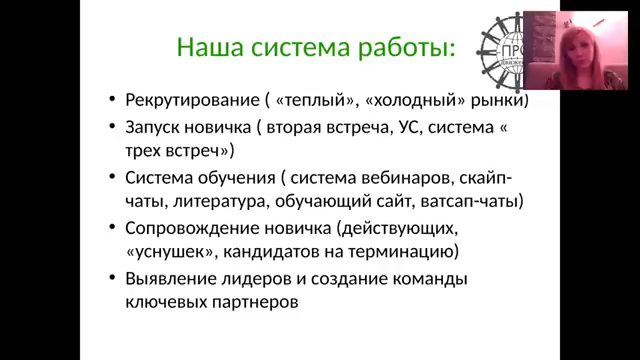 Наша система работы:
• Рекрутирование ( «теплый», «холодный» рынки)
• Запуск новичка ( вторая встреча, УС, система «
трех встреч»)
• Система обучения ( система вебинаров, скайп-
чаты, литература, обучающий сайт, ватсап-чаты)
• Сопровождение новичка (действующих,
«уснушек», кандидатов на терминацию)
• Выявление лидеров и создание команды
ключевых партнеров